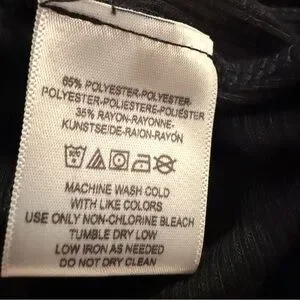 65% POLYESTER-POLYESTER-
POLYESTER-POLIESTERE-POLIESTER
35% RAYON-RAYONNE-
KUNSTSEIDE-RAION-RAYÓN
MACHINE WASH COLD
WITH LIKE COLORS
USE ONLY NON-CHLORINE BLEACH
TUMBLE DRY LOW
LOW IRON AS NEEDED
DO NOT DRY CLEAN